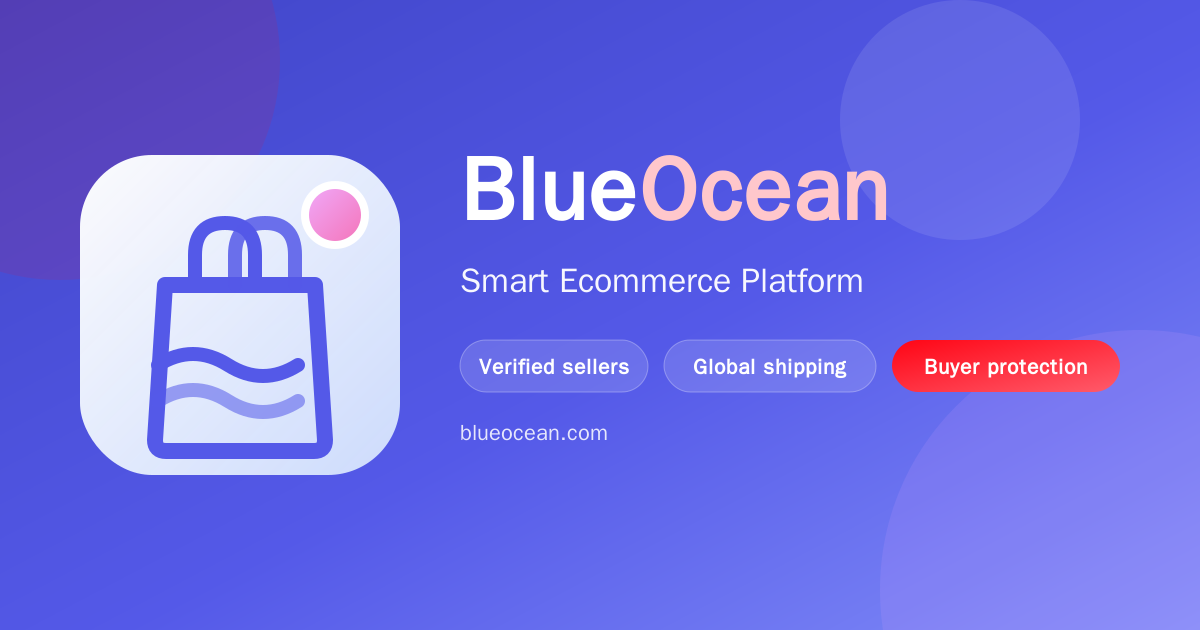 BlueOcean
Smart Ecommerce Platform
Verified sellers Global shipping Buyer protection
blueocean.com